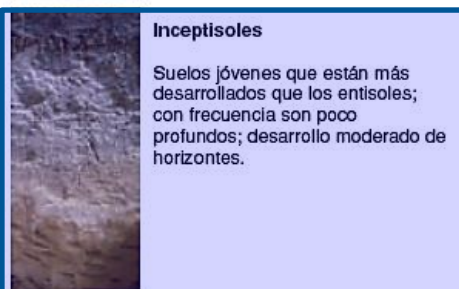 Inceptisoles
Suelos jóvenes que están más
desarrollados que los entisoles;
con frecuencia son poco
profundos; desarrollo moderado de
horizontes.